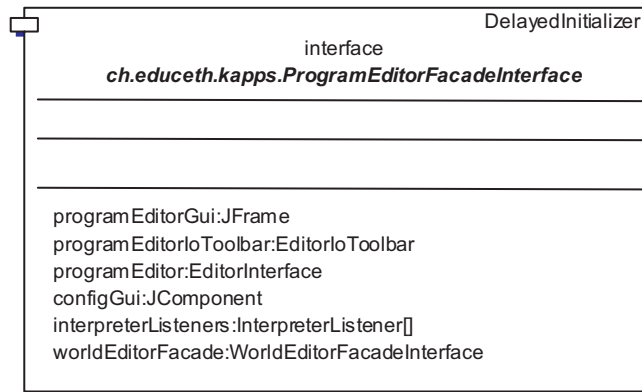 DelayedInitializer
interface
ch.educeth.kapps.ProgramEditorFacadeInterface
programEditorGui:JFrame
programEditorIoToolbar:EditorIoToolbar
programEditor:EditorInterface
configGui:JComponent
interpreterListeners:InterpreterListener[]
worldEditorFacade:WorldEditorFacadeInterface